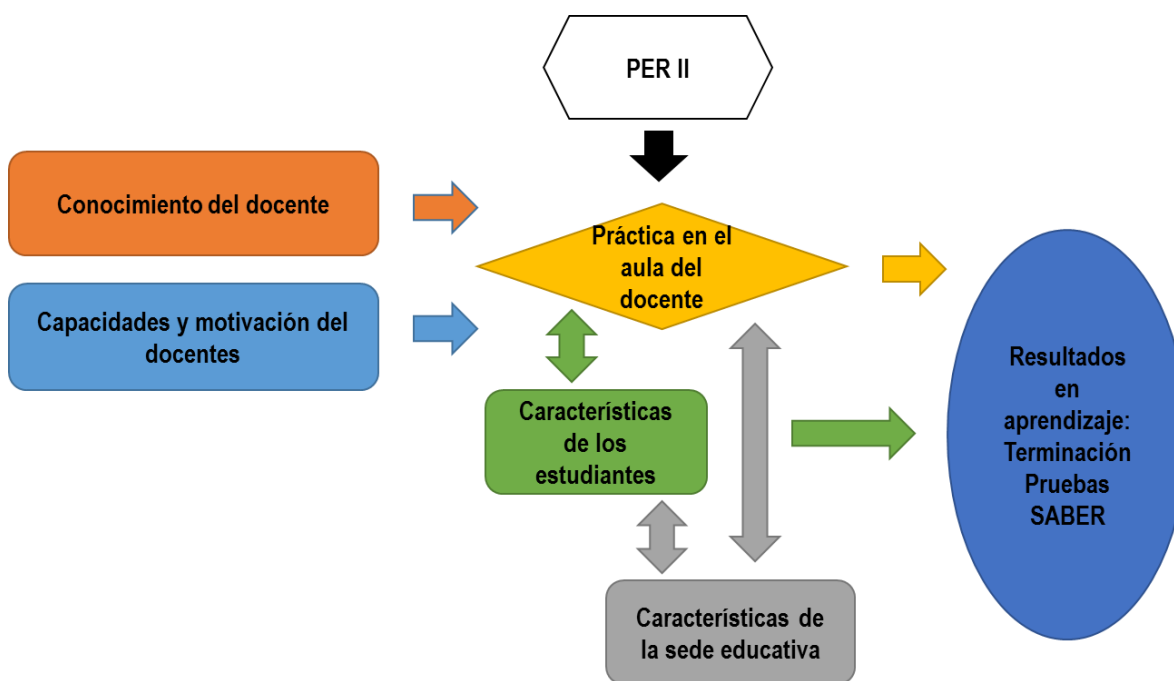 PER II
Conocimiento del docente
Práctica en el
aula del
docente
Capacidades y motivación del
docentes
Característícas
de los
estudiantes
Resultados
en
aprendizaje:
Terminación
Pruebas
SABER
Características de
la sede educativa